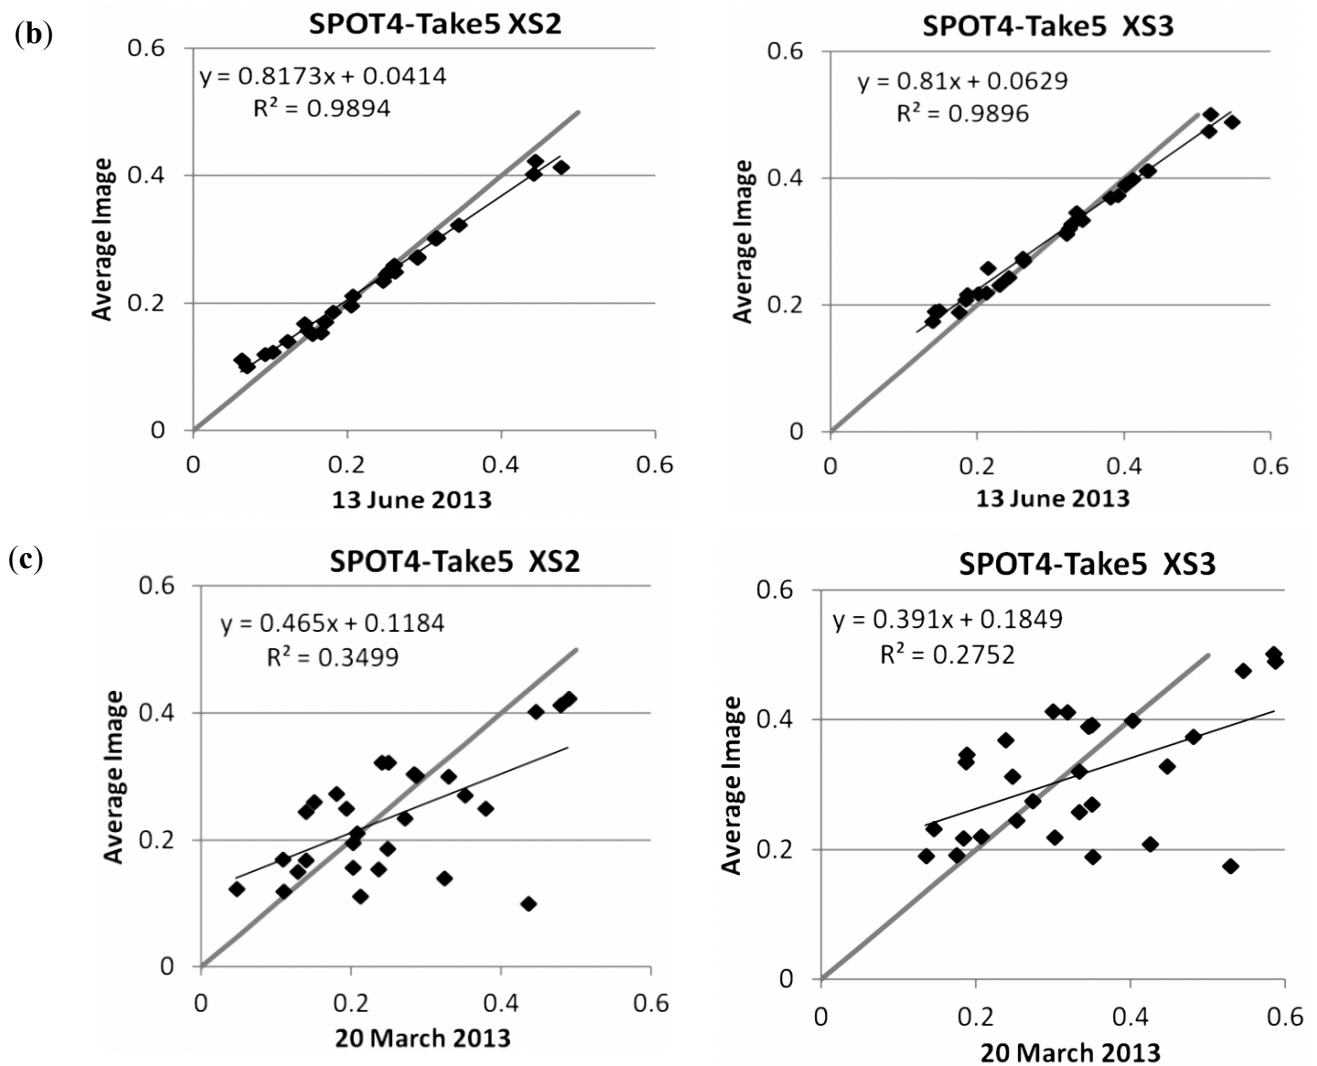 (b)
SPOT4-Take5 XS2
y = 0.8173x + 0.0414
R² = 0.9894
Average Image
0.6
0.4
0.2
0
0 0.2 0.4 0.6
13 June 2013
SPOT4-Take5 XS3
y = 0.81x + 0.0629
R² = 0.9896
Average Image
0.6
0.4
0.2
0
0 0.2 0.4 0.6
13 June 2013
(c)
SPOT4-Take5 XS2
y = 0.465x + 0.1184
R² = 0.3499
Average Image
0.6
0.4
0.2
0
0 0.2 0.4 0.6
20 March 2013
SPOT4-Take5 XS3
y = 0.391x + 0.1849
R² = 0.2752
Average Image
0.6
0.4
0.2
0
0 0.2 0.4 0.6
20 March 2013